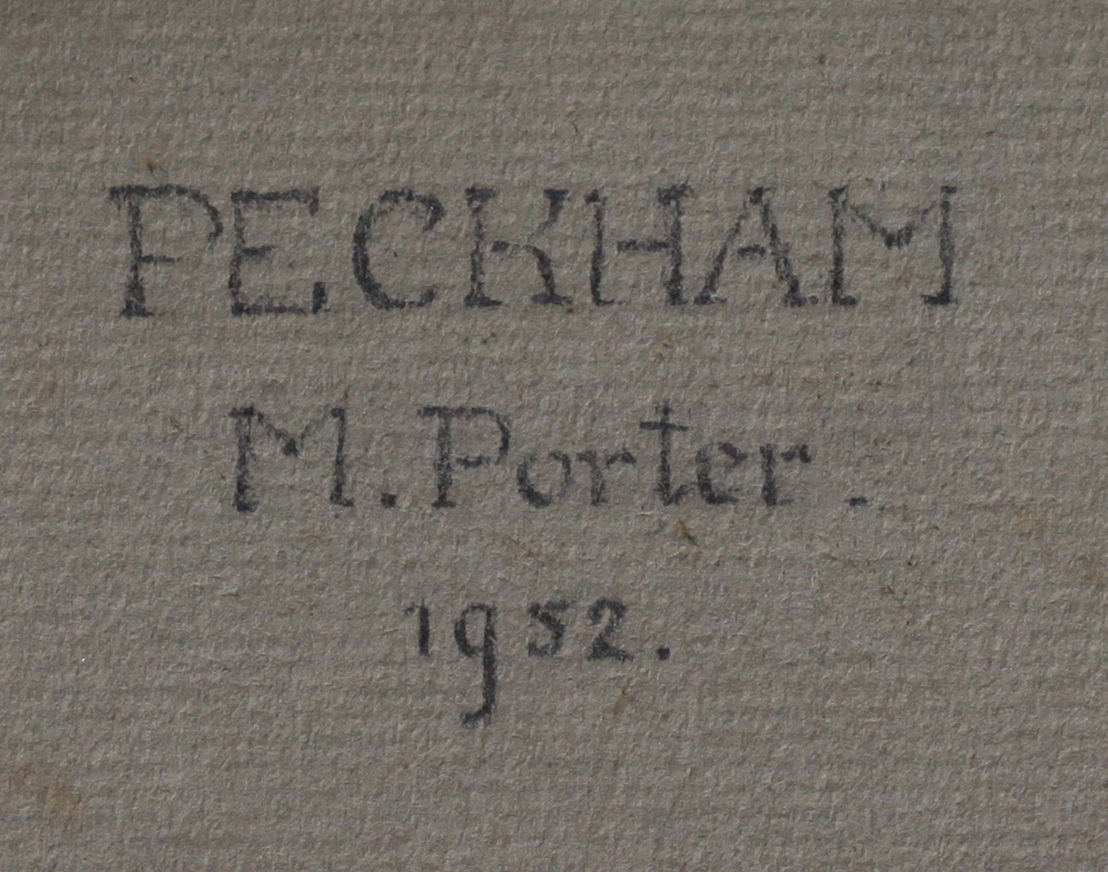 PECKHAM
M. Porter.
1952.